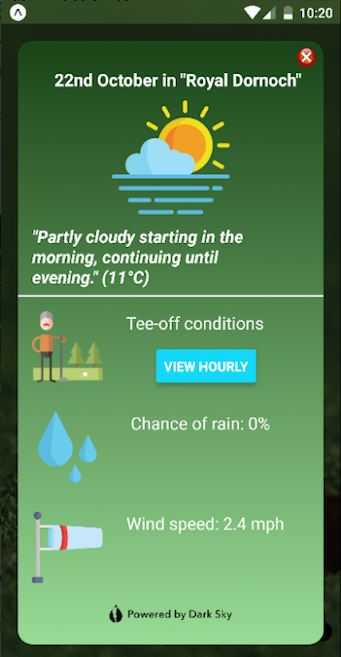 10:20
22nd October in "Royal Dornoch"
"Partly cloudy starting in the
morning, continuing until
evening." (11°C)
Tee-off conditions
VIEW HOURLY
Chance of rain: 0%
Wind speed: 2.4 mph
Powered by Dark Sky